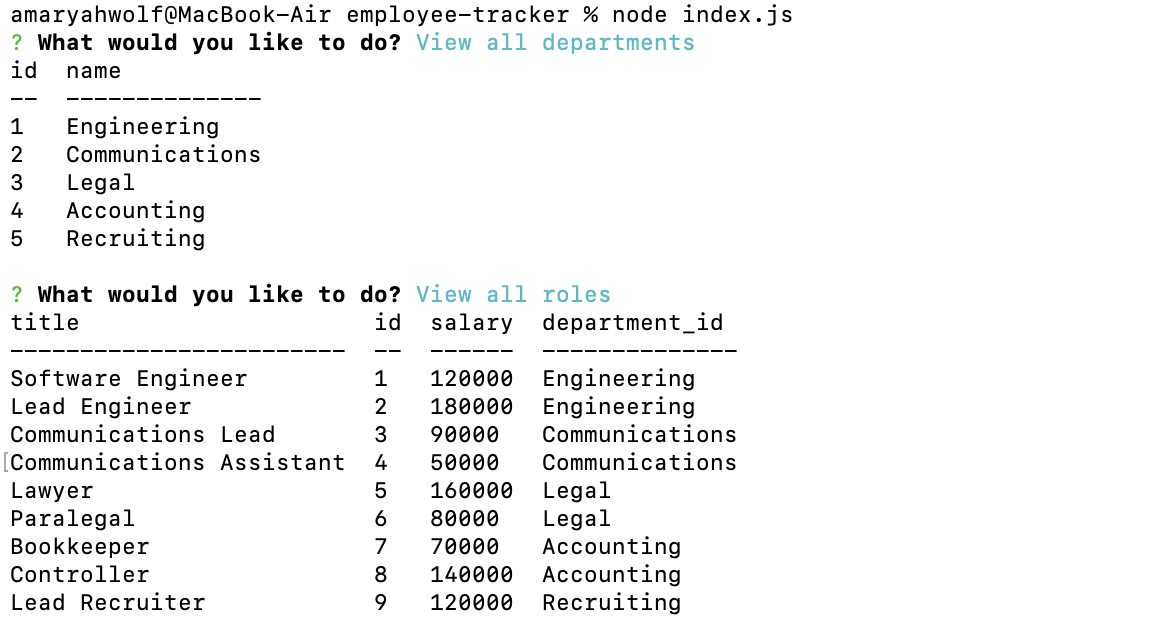 amaryahwolf@MacBook-Air employee-tracker % node index.js
? What would you like to do? View all departments
id  name
--  --------------
1   Engineering
2   Communications
3   Legal
4   Accounting
5   Recruiting

? What would you like to do? View all roles
title                     id  salary  department_id
------------------------  --  ------  --------------
Software Engineer         1   120000  Engineering
Lead Engineer             2   180000  Engineering
Communications Lead       3   90000   Communications
[Communications Assistant  4   50000   Communications
Lawyer                    5   160000  Legal
Paralegal                 6   80000   Legal
Bookkeeper                7   70000   Accounting
Controller                8   140000  Accounting
Lead Recruiter            9   120000  Recruiting